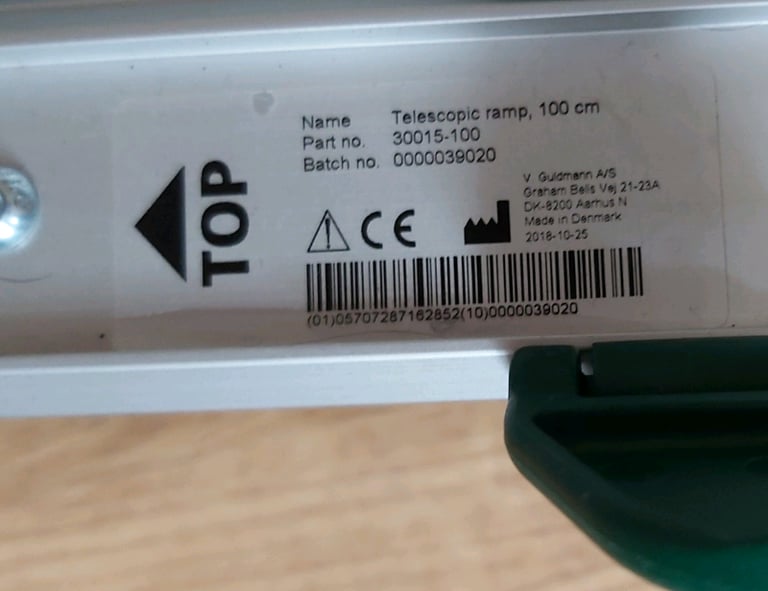 TOP
Name Telescopic ramp, 100 cm
Part no. 30015-100
Batch no. 0000039020
V. Guldmann A/S
Graham Bells Vej 21-23A
DK-8200 Aarhus N
Made in Denmark
2018-10-25
CE
(01)05707287162852(10)0000039020